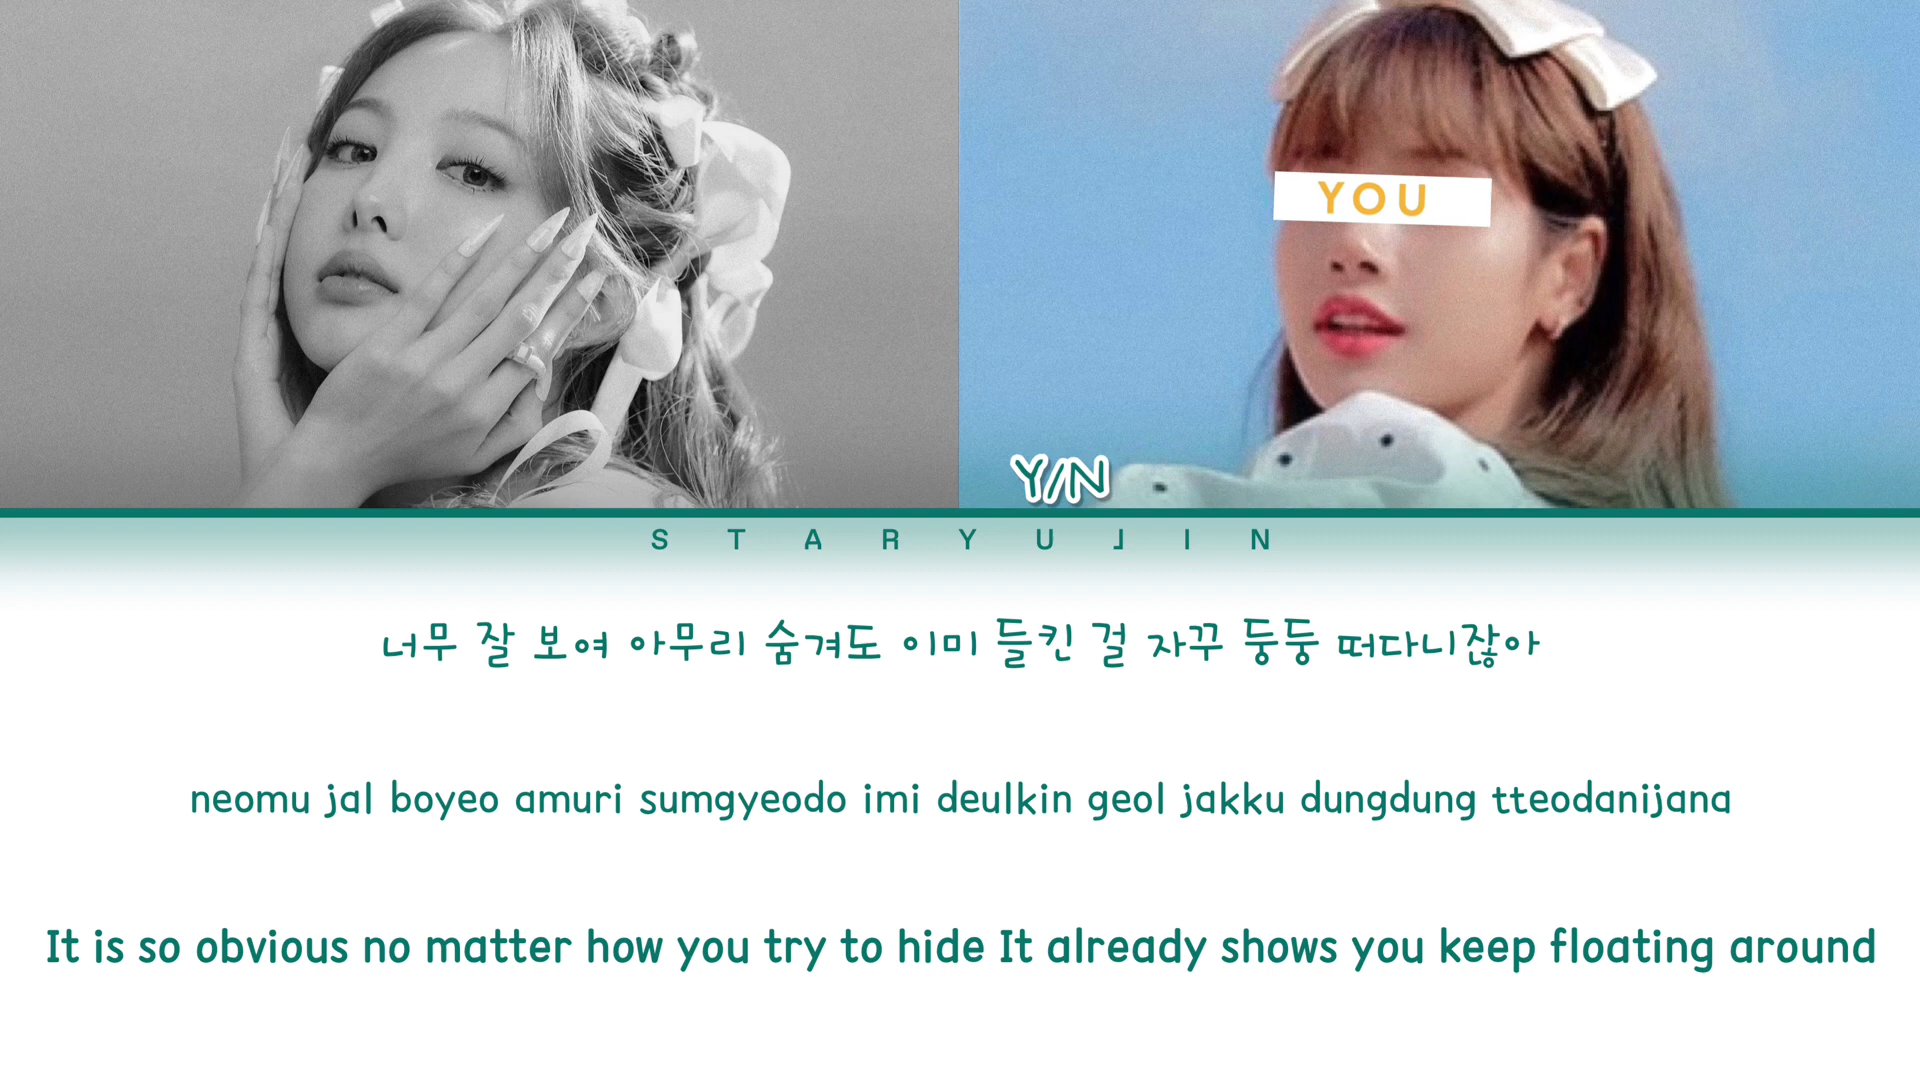 YOU
Y/N
STARYUJIN
너무 잘 보여 아무리 숨겨도 이미 들킨 걸 자꾸 둥둥 떠다니잖아
neomu jal boyeo amuri sumgyeodo imi deulkin geol jakku dungdung tteodanijana
It is so obvious no matter how you try to hide It already shows you keep floating around